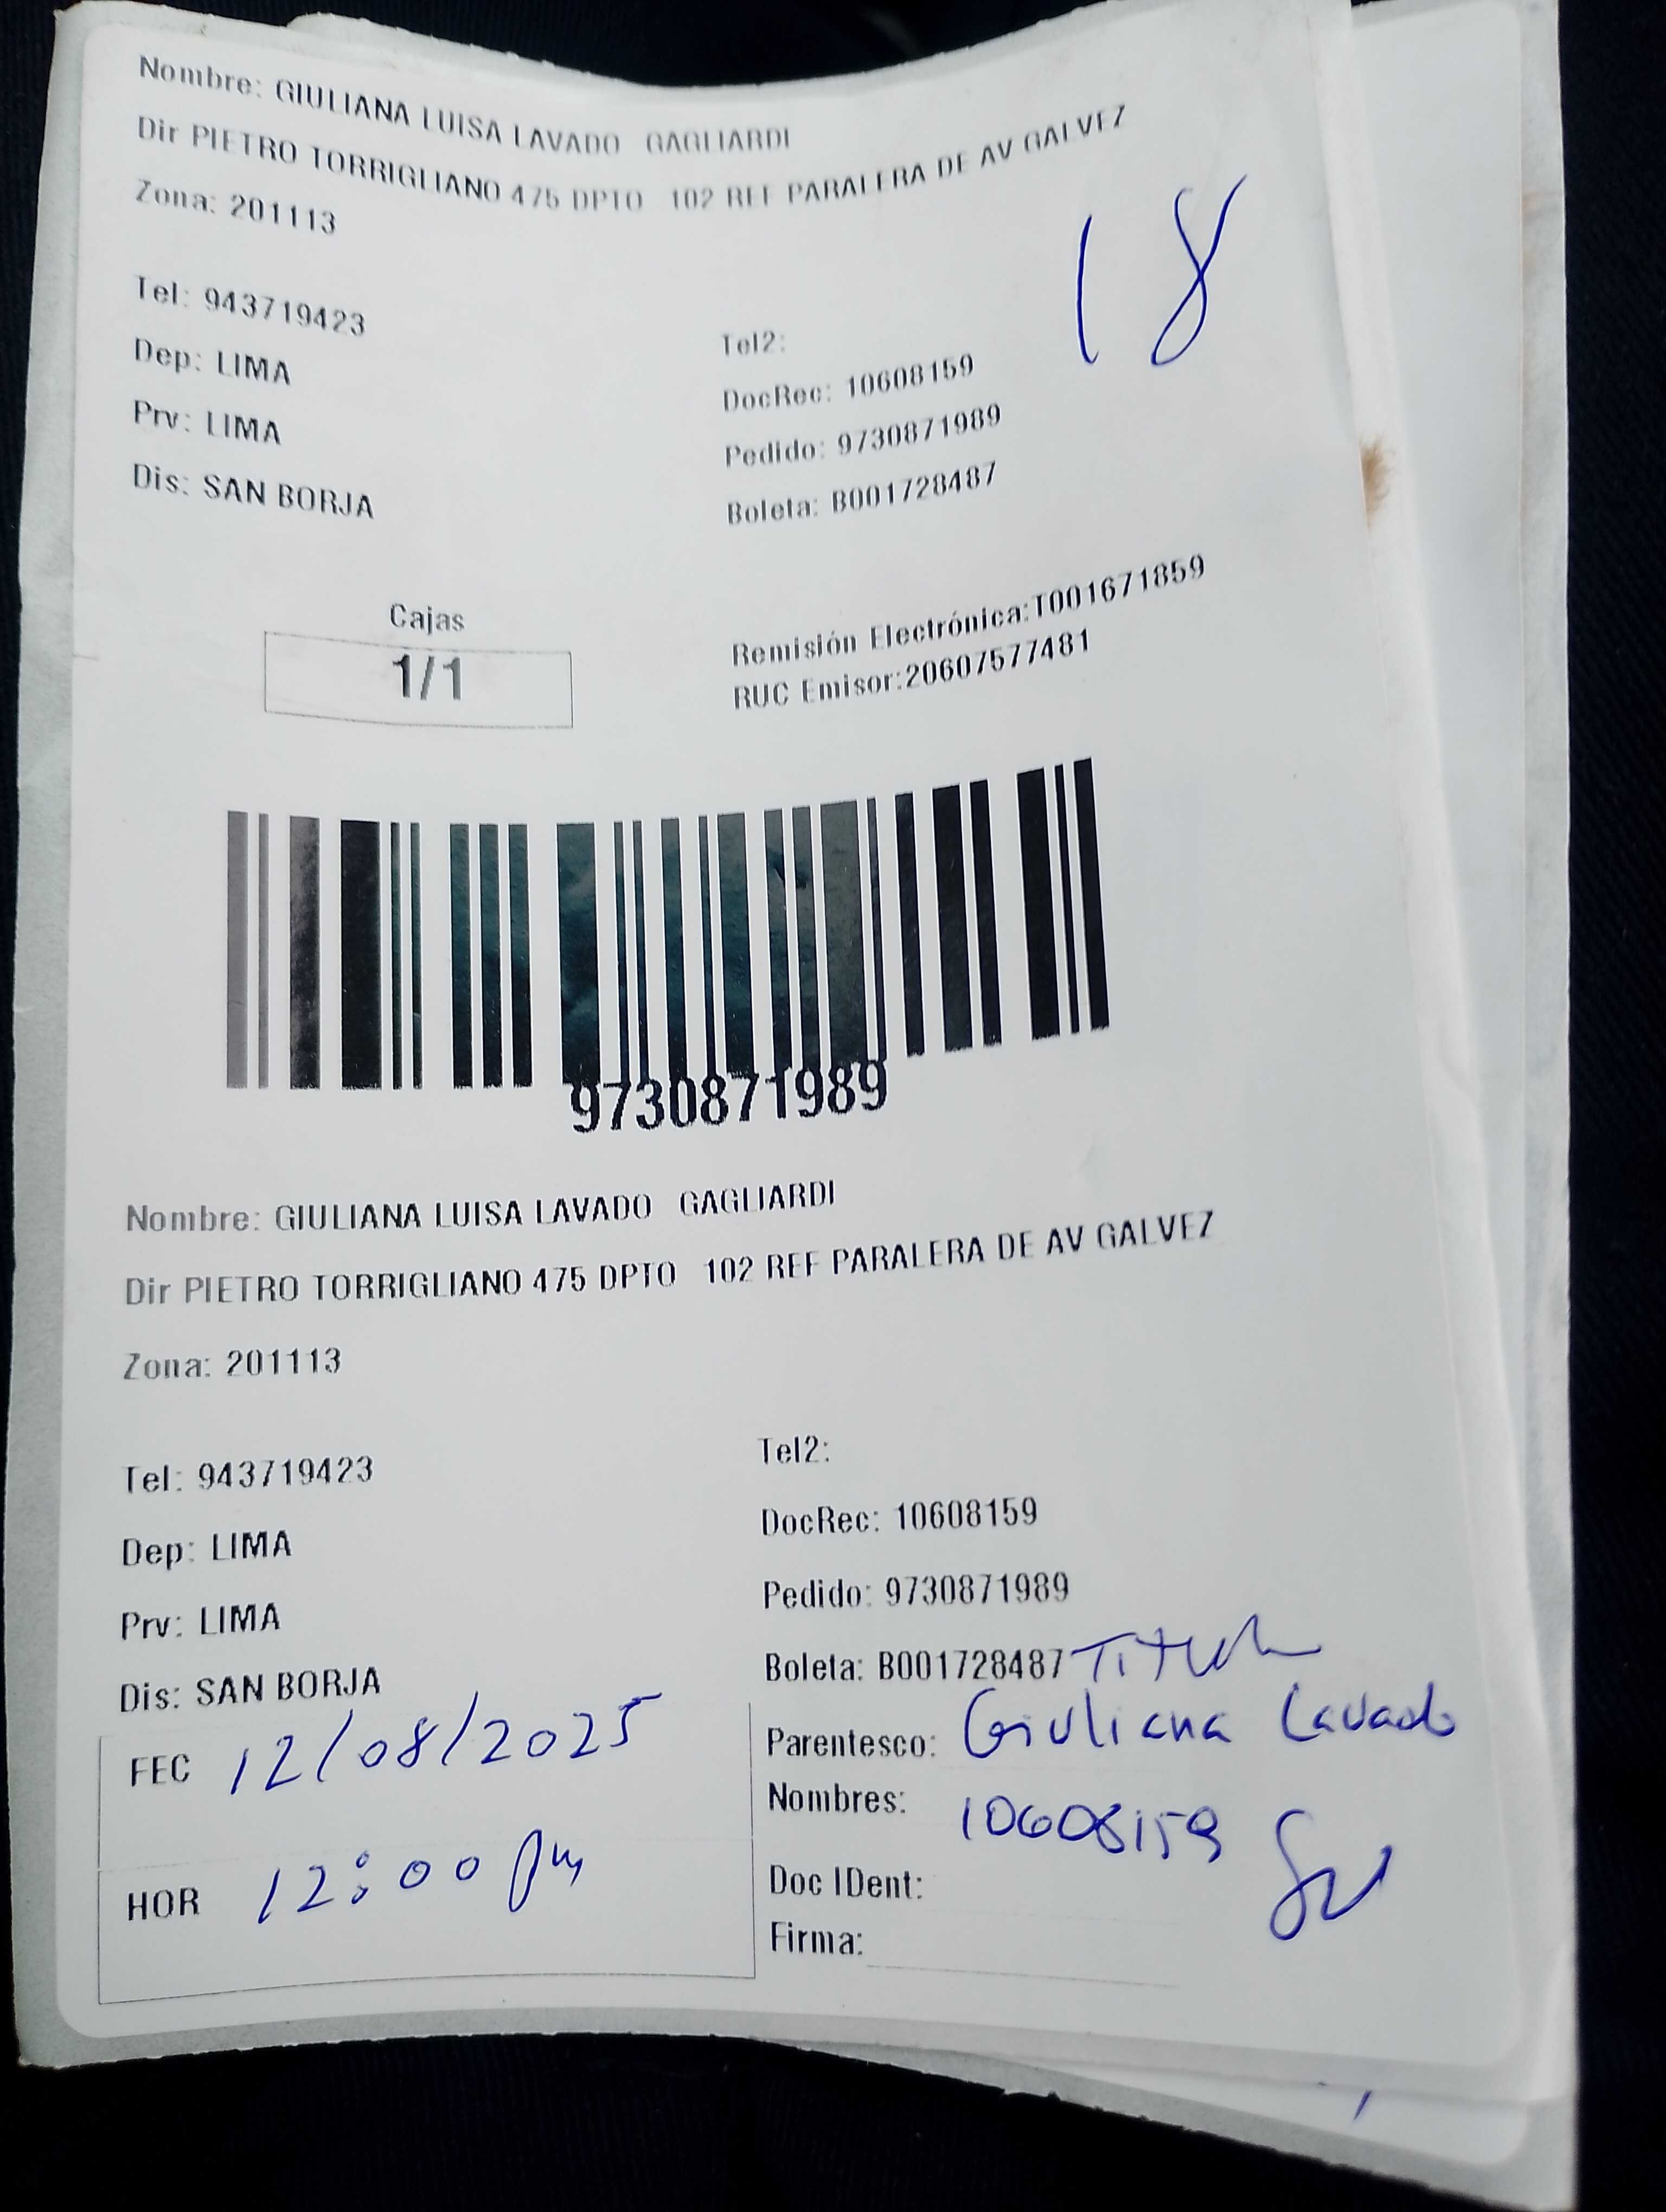 Nombre: GIULIANA LUISA LAVADO GAGLIARDI
Dir PIETRO TORRIGLIANO 475 DPTO 102 REF PARALERA DE AV GALVEZ
Zona: 201113
18
Tel: 943719423
Tel2:
Dep: LIMA
DocRec: 10608159
Prv: LIMA
Pedido: 9730871989
Dis: SAN BORJA
Boleta: B001728487
Cajas
1/1
Remisión Electrónica:T001671859
RUC Emisor:20607577481
9730871989
Nombre: GIULIANA LUISA LAVADO GAGLIARDI
Dir PIETRO TORRIGLIANO 475 DPTO 102 REF PARALERA DE AV GALVEZ
Zona: 201113
Tel: 943719423
Tel2:
Dep: LIMA
DocRec: 10608159
Prv: LIMA
Pedido: 9730871989
Dis: SAN BORJA
Boleta: B001728487 Titular
FEC 12/08/2025
Parentesco: Giuliana Lavado
Nombres: 10608159
HOR 12:00 pm
Doc IDent:
Firma: